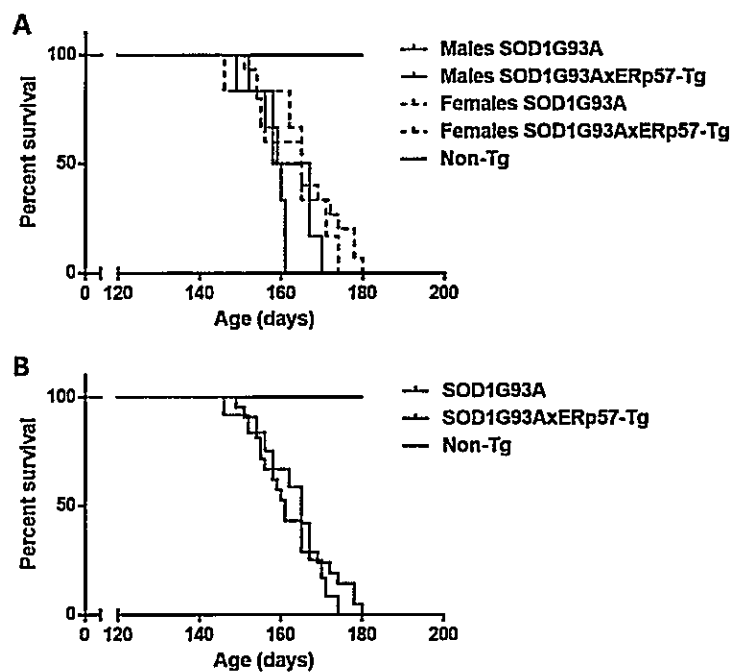 A
Percent survival
100
50
0
0 120 140 160 180 200
Age (days)
Males SOD1G93A
Males SOD1G93AxERp57-Tg
Females SOD1G93A
Females SOD1G93AxERp57-Tg
Non-Tg
B
Percent survival
100
50
0
0 120 140 160 180 200
Age (days)
SOD1G93A
SOD1G93AxERp57-Tg
Non-Tg